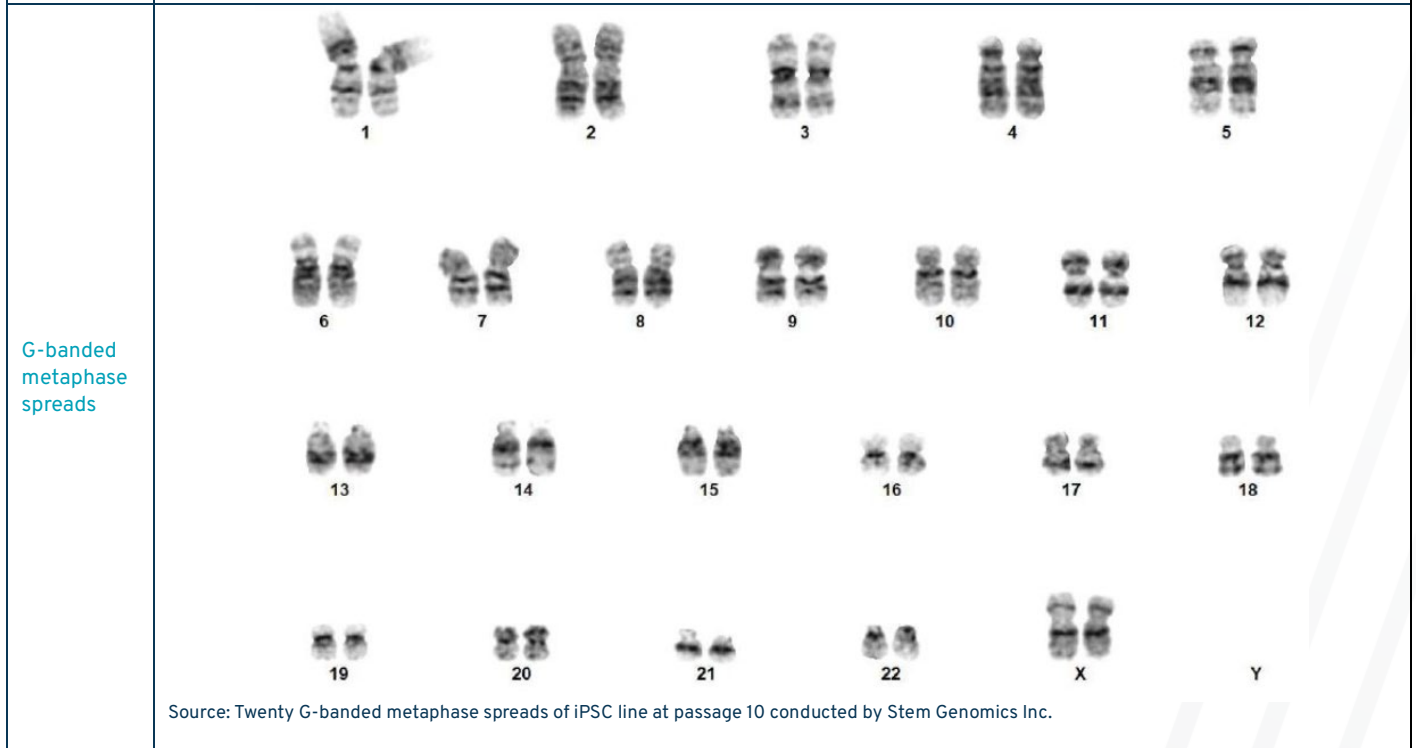 1 2 3 4 5
6 7 8 9 10 11 12
G-banded
metaphase
spreads
13 14 15 16 17 18
19 20 21 22 X Y
Source: Twenty G-banded metaphase spreads of iPSC line at passage 10 conducted by Stem Genomics Inc.